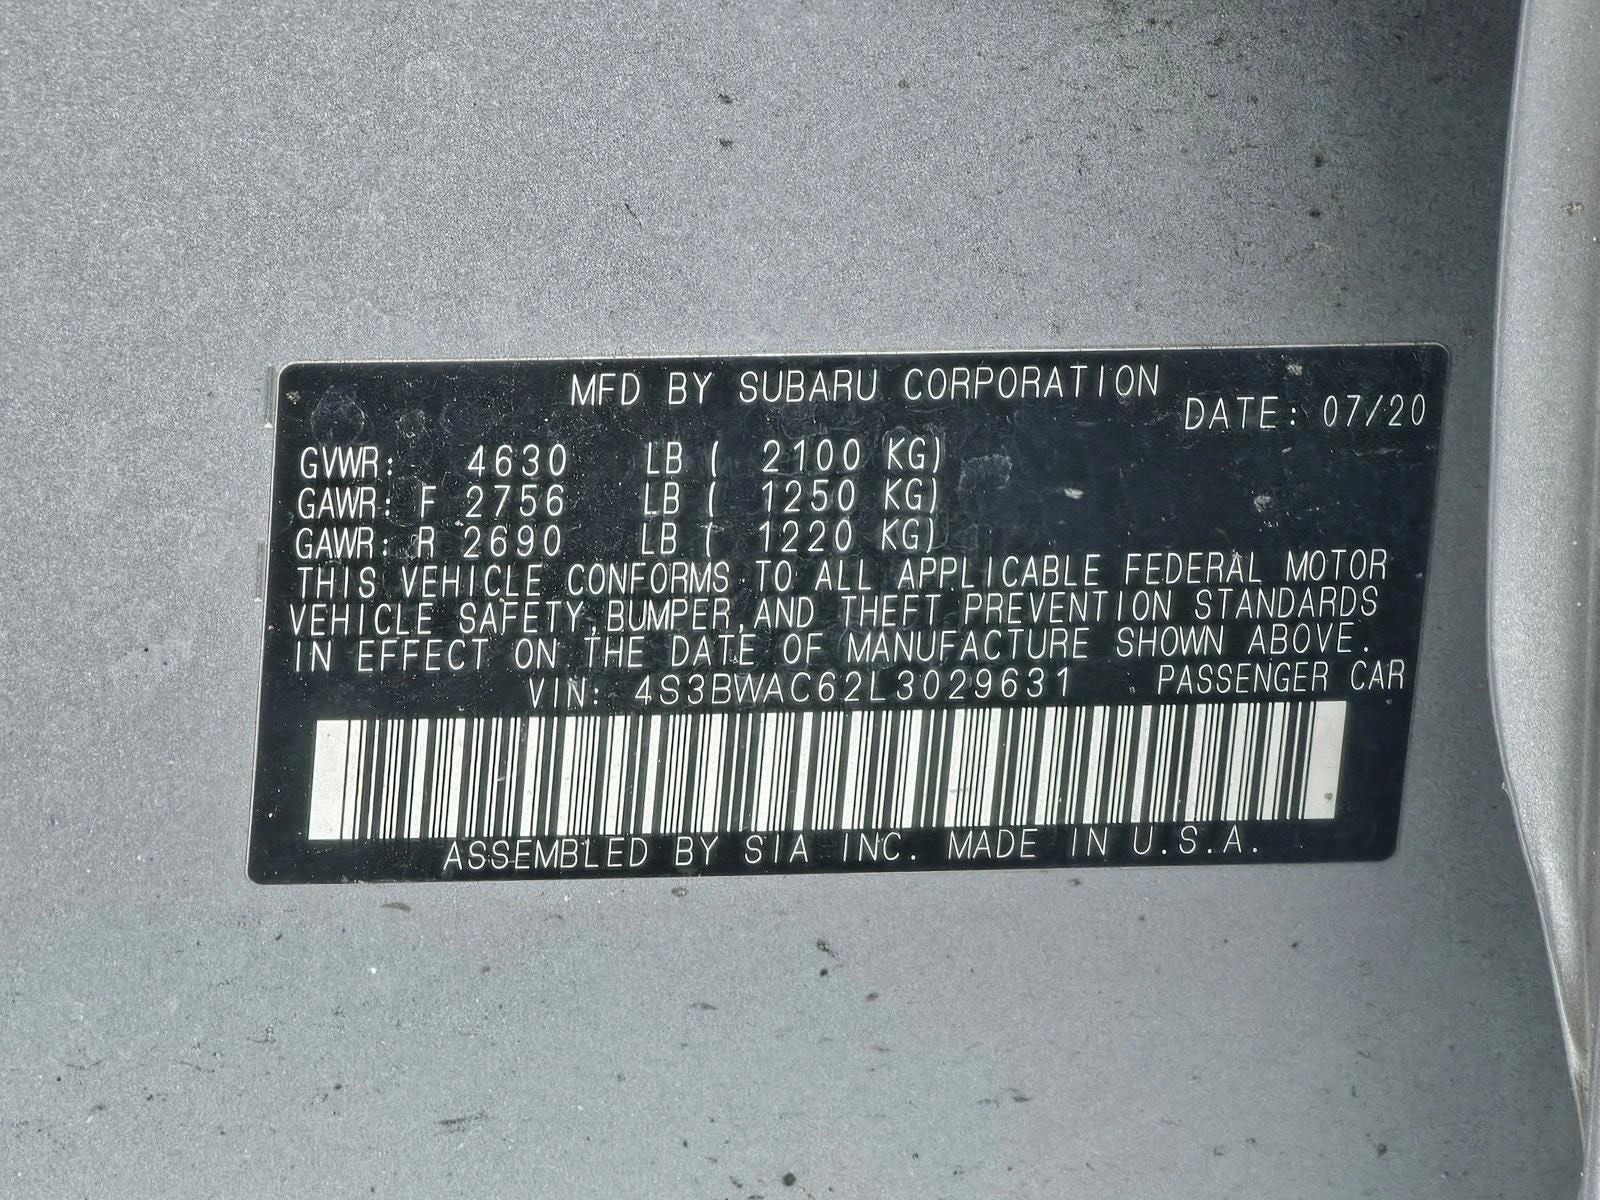 MFD BY SUBARU CORPORATION
DATE: 07/20
GVWR: 4630 LB ( 2100 KG)
GAWR: F 2756 LB ( 1250 KG)
GAWR: R 2690 LB ( 1220 KG)
THIS VEHICLE CONFORMS TO ALL APPLICABLE FEDERAL MOTOR
VEHICLE SAFETY,BUMPER,AND THEFT PREVENTION STANDARDS
IN EFFECT ON THE DATE OF MANUFACTURE SHOWN ABOVE.
VIN: 4S3BWAC62L3029631 PASSENGER CAR
ASSEMBLED BY SIA INC. MADE IN U.S.A.